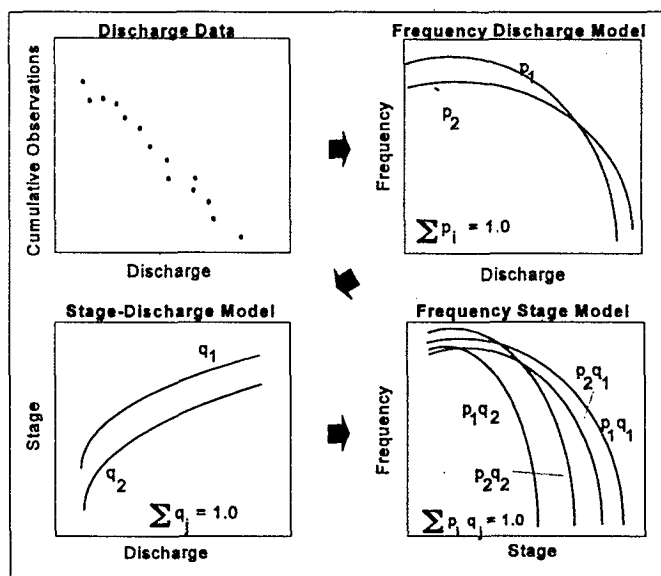 Discharge Data
Cumulative Observations
Discharge
Frequency Discharge Model
p1
p2
Frequency
∑ pi = 1.0
Discharge
Stage-Discharge Model
q1
q2
Stage
∑ qj = 1.0
Discharge
Frequency Stage Model
p2q1
p1q2
p1q1
p2q2
Frequency
∑ pi qj = 1.0
Stage